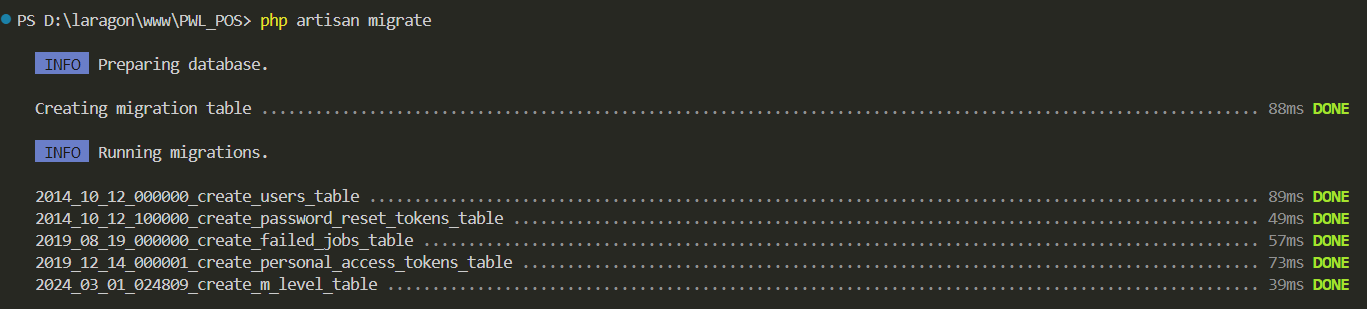 PS D:\laragon\www\PWL_POS> php artisan migrate
INFO Preparing database.
Creating migration table ............................................................................................................... 88ms DONE
INFO Running migrations.
2014_10_12_000000_create_users_table ................................................................................................... 89ms DONE
2014_10_12_100000_create_password_reset_tokens_table ................................................................................... 49ms DONE
2019_08_19_000000_create_failed_jobs_table ............................................................................................. 57ms DONE
2019_12_14_000001_create_personal_access_tokens_table .................................................................................. 73ms DONE
2024_03_01_024809_create_m_level_table ................................................................................................. 39ms DONE